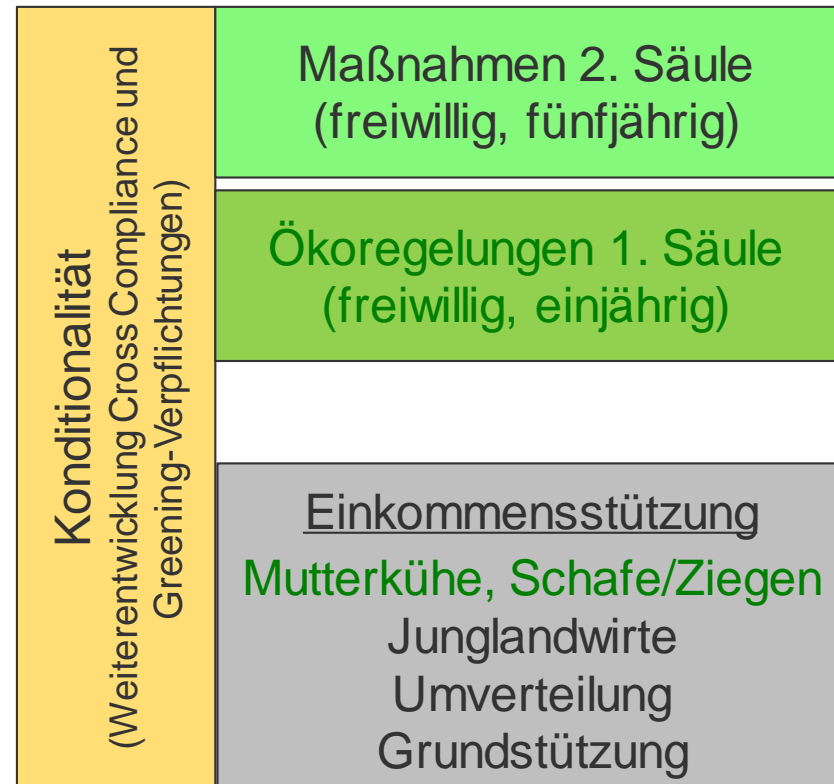 Konditionalität
(Weiterentwicklung Cross Compliance und
Greening-Verpflichtungen)
Maßnahmen 2. Säule
(freiwillig, fünfjährig)
Ökoregelungen 1. Säule
(freiwillig, einjährig)
Einkommensstützung
Mutterkühe, Schafe/Ziegen
Junglandwirte
Umverteilung
Grundstützung